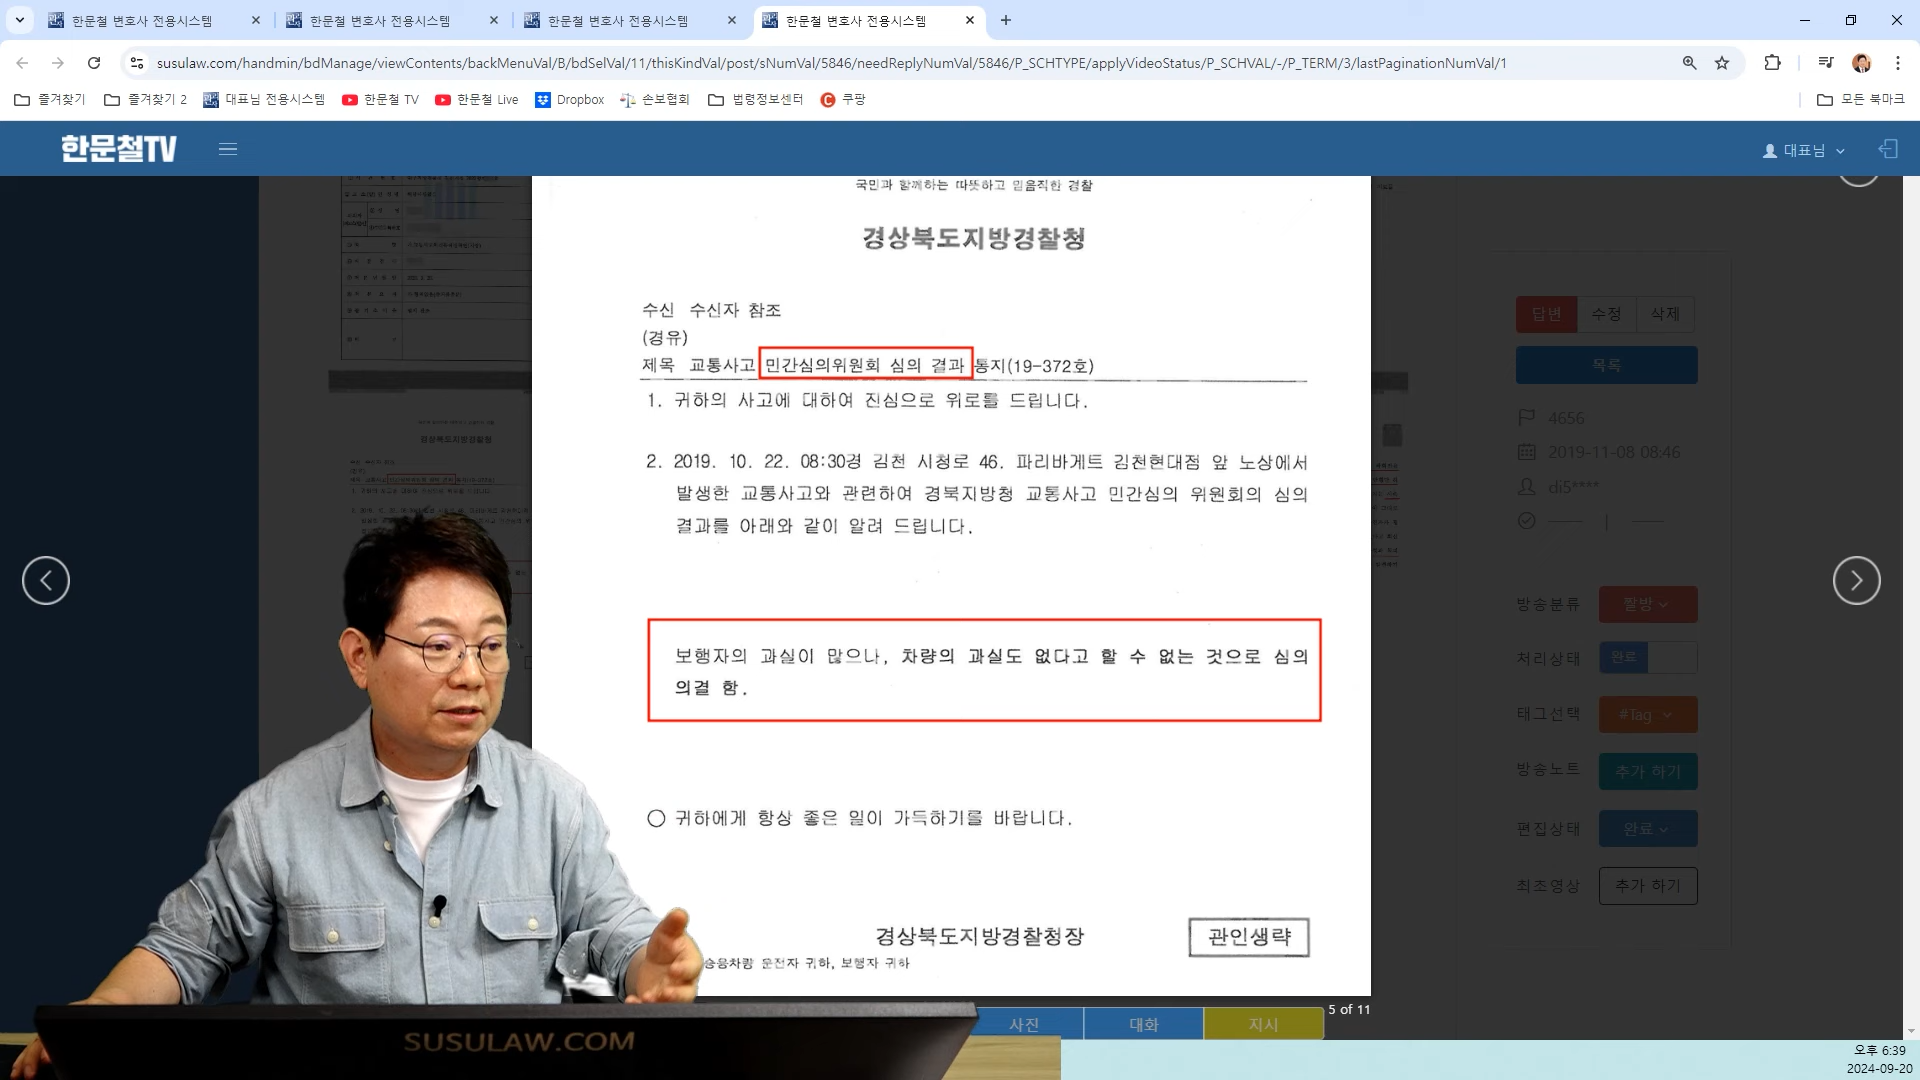 한문철 변호사 전용시스템
한문철 변호사 전용시스템
한문철 변호사 전용시스템
한문철 변호사 전용시스템
susulaw.com/handmin/bdManage/viewContents/backMenuVal/B/bdSelVal/11/thisKindVal/post/sNumVal/5846/needReplyNumVal/5846/P_SCHTYPE/applyVideoStatus/P_SCHVAL/-/P_TERM/3/lastPaginationNumVal/1
즐겨찾기
즐겨찾기 2
대표님 전용시스템
한문철 TV
한문철 Live
Dropbox
손보협회
법령정보센터
쿠팡
모든 북마크
한문철TV
대표님
국민과 함께하는 따뜻하고 믿음직한 경찰
경상북도지방경찰청
수신 수신자 참조
(경유)
제목 교통사고 민간심의위원회 심의 결과 통지(19-372호)
1. 귀하의 사고에 대하여 진심으로 위로를 드립니다.
2. 2019. 10. 22. 08:30경 김천 시청로 46. 파리바게트 김천현대점 앞 노상에서
발생한 교통사고와 관련하여 경북지방청 교통사고 민간심의 위원회의 심의
결과를 아래와 같이 알려 드립니다.
보행자의 과실이 많으나, 차량의 과실도 없다고 할 수 없는 것으로 심의
의결 함.
○ 귀하에게 항상 좋은 일이 가득하기를 바랍니다.
경상북도지방경찰청장
관인생략
승용차량 운전자 귀하, 보행자 귀하
답변 수정 삭제
목록
4656
2019-11-08 08:46
di5****
방송분류 짤방
처리상태 완료
태그선택 #Tag
방송노트 추가 하기
편집상태 완료
최초영상 추가 하기
사진 대화 지시
5 of 11
SUSULAW.COM
오후 6:39
2024-09-20